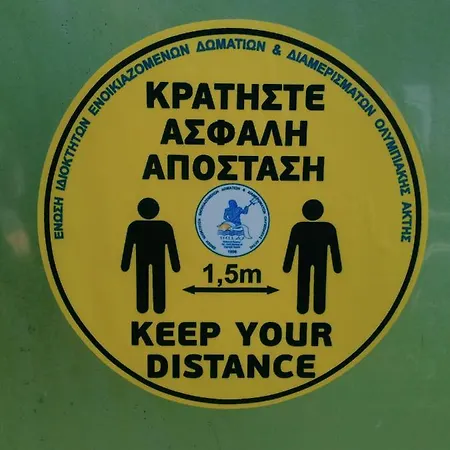 ΕΝΩΣΗ ΙΔΙΟΚΤΗΤΩΝ ΕΝΟΙΚΙΑΖΟΜΕΝΩΝ ΔΩΜΑΤΙΩΝ & ΔΙΑΜΕΡΙΣΜΑΤΩΝ ΟΛΥΜΠΙΑΚΗΣ ΑΚΤΗΣ
ΚΡΑΤΗΣΤΕ
ΑΣΦΑΛΗ
ΑΠΟΣΤΑΣΗ
1,5m
KEEP YOUR
DISTANCE